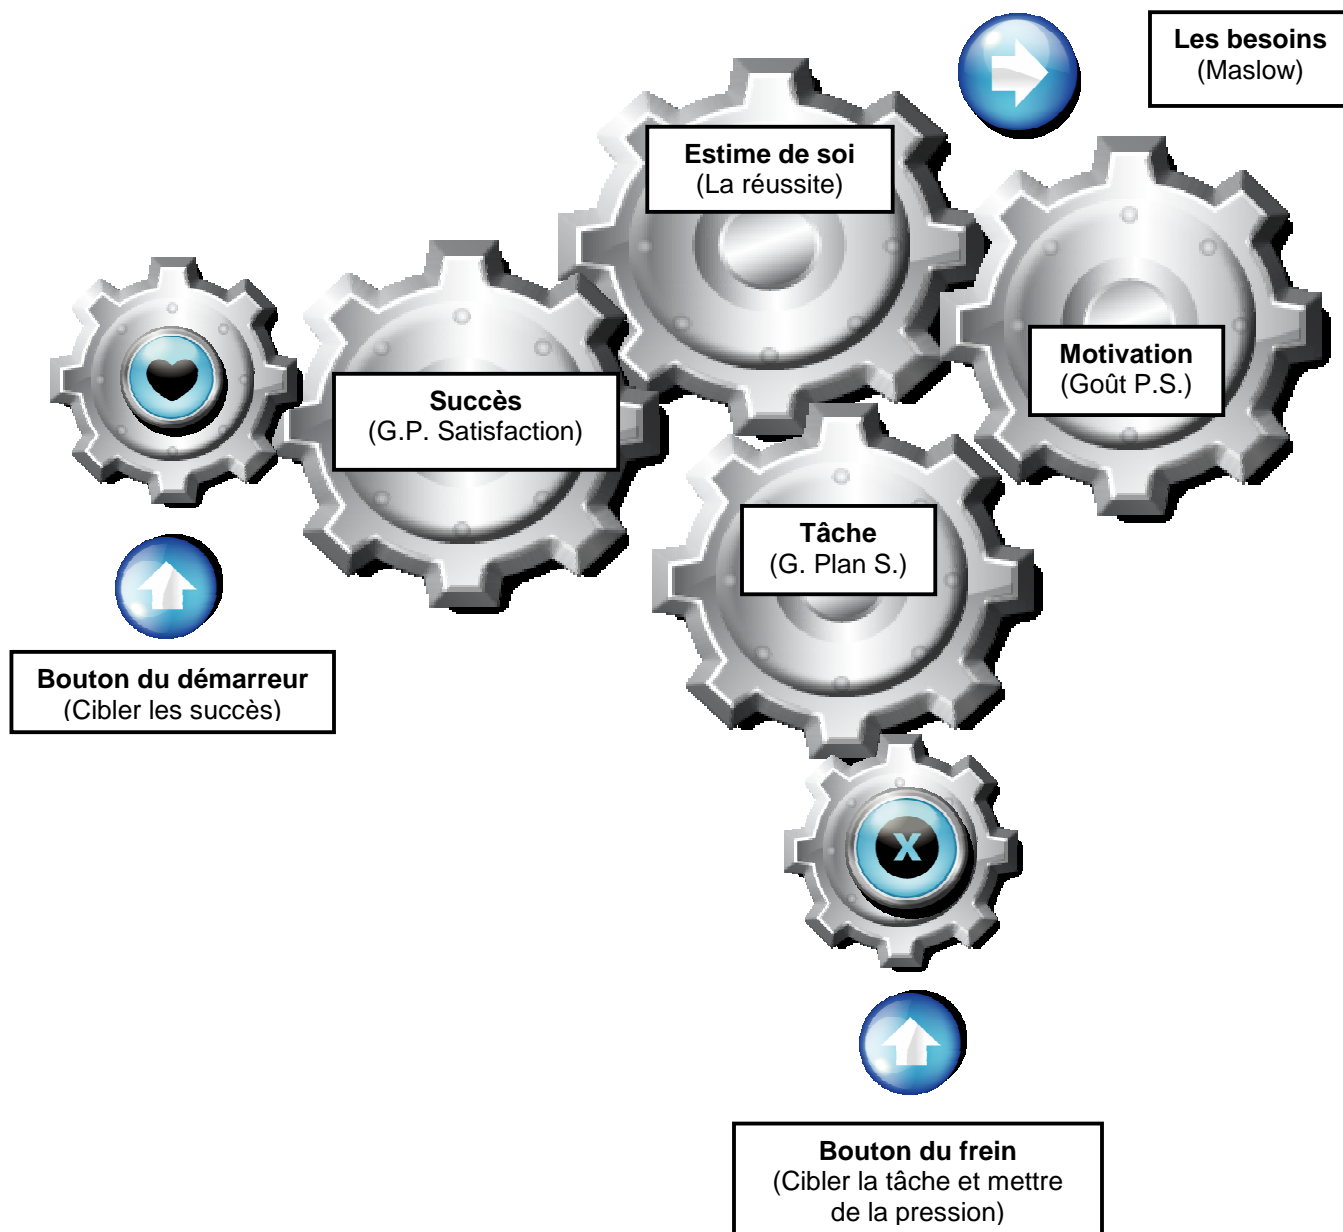 Les besoins
(Maslow)
Estime de soi
(La réussite)
Motivation
(Goût P.S.)
Succès
(G.P. Satisfaction)
Tâche
(G. Plan S.)
Bouton du démarreur
(Cibler les succès)
X
Bouton du frein
(Cibler la tâche et mettre
de la pression)